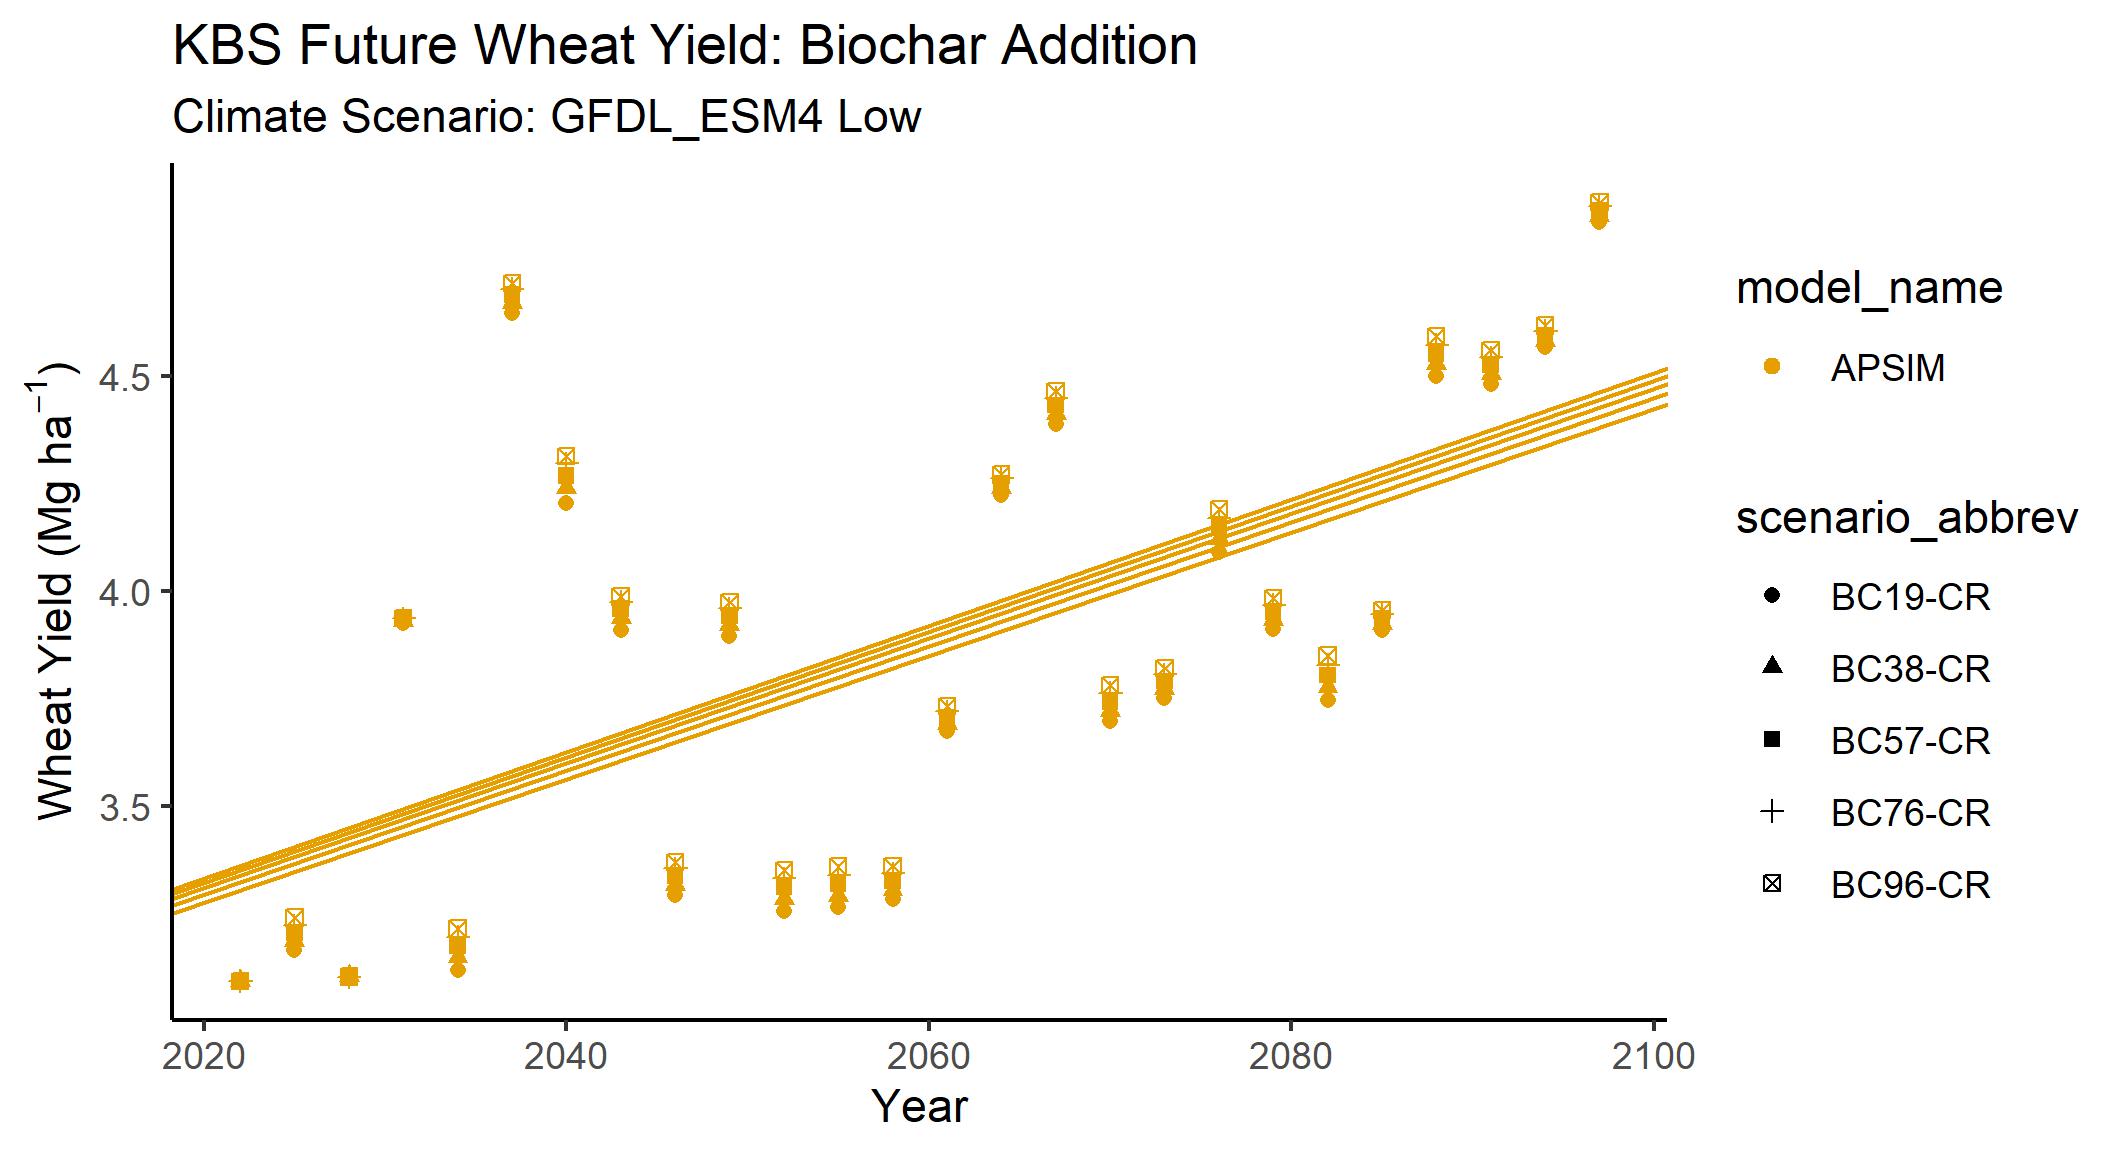 KBS Future Wheat Yield: Biochar Addition
Climate Scenario: GFDL_ESM4 Low
Wheat Yield (Mg ha⁻¹)
4.5
4.0
3.5
2020
2040
2060
2080
2100
Year
model_name
APSIM
scenario_abbrev
BC19-CR
BC38-CR
BC57-CR
BC76-CR
BC96-CR